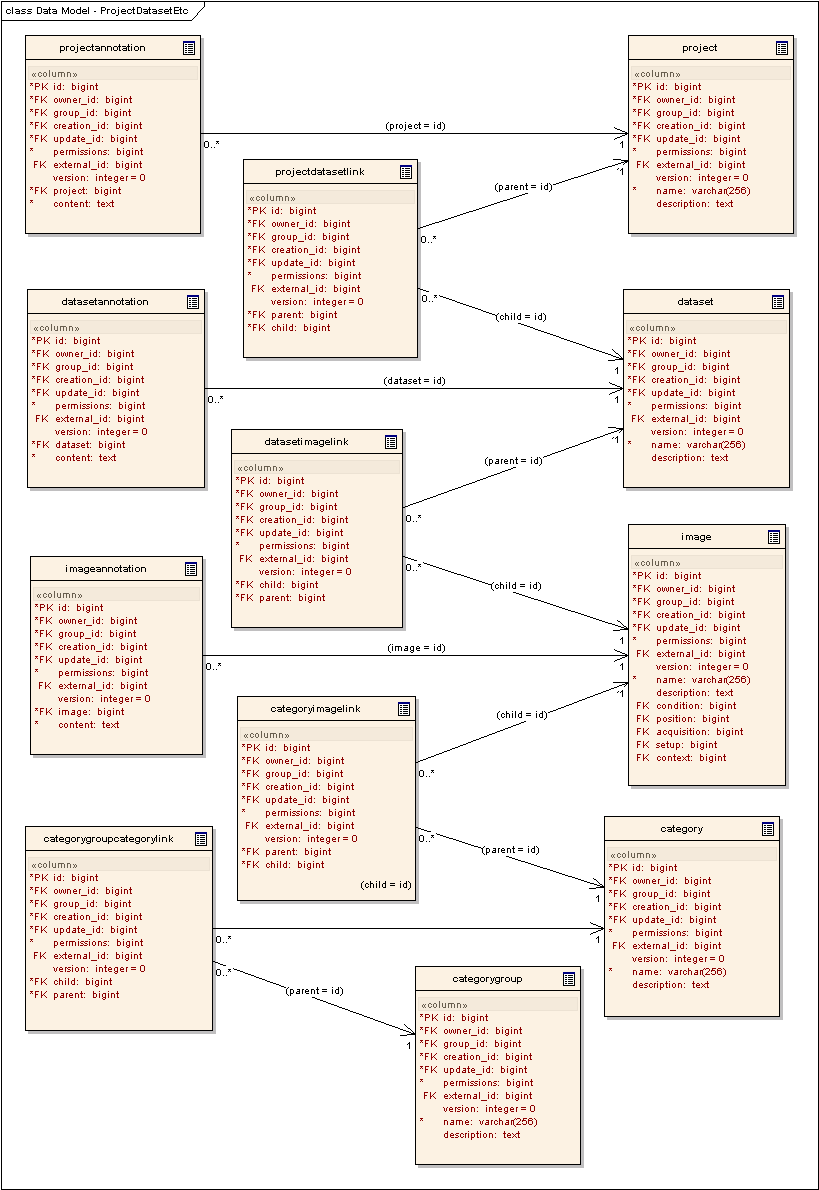 class Data Model - ProjectDatasetEtc
projectannotation
«column»
*PK id: bigint
*FK owner_id: bigint
*FK group_id: bigint
*FK creation_id: bigint
*FK update_id: bigint
* permissions: bigint
FK external_id: bigint
version: integer = 0
*FK project: bigint
* content: text
(project = id)
0..*
1
project
«column»
*PK id: bigint
*FK owner_id: bigint
*FK group_id: bigint
*FK creation_id: bigint
*FK update_id: bigint
* permissions: bigint
FK external_id: bigint
version: integer = 0
* name: varchar(256)
description: text
projectdatasetlink
«column»
*PK id: bigint
*FK owner_id: bigint
*FK group_id: bigint
*FK creation_id: bigint
*FK update_id: bigint
* permissions: bigint
FK external_id: bigint
version: integer = 0
*FK parent: bigint
*FK child: bigint
(parent = id)
0..*
1
(child = id)
0..*
1
datasetannotation
«column»
*PK id: bigint
*FK owner_id: bigint
*FK group_id: bigint
*FK creation_id: bigint
*FK update_id: bigint
* permissions: bigint
FK external_id: bigint
version: integer = 0
*FK dataset: bigint
* content: text
(dataset = id)
0..*
1
dataset
«column»
*PK id: bigint
*FK owner_id: bigint
*FK group_id: bigint
*FK creation_id: bigint
*FK update_id: bigint
* permissions: bigint
FK external_id: bigint
version: integer = 0
* name: varchar(256)
description: text
datasetimagelink
«column»
*PK id: bigint
*FK owner_id: bigint
*FK group_id: bigint
*FK creation_id: bigint
*FK update_id: bigint
* permissions: bigint
FK external_id: bigint
version: integer = 0
*FK child: bigint
*FK parent: bigint
(parent = id)
0..*
1
(child = id)
0..*
1
imageannotation
«column»
*PK id: bigint
*FK owner_id: bigint
*FK group_id: bigint
*FK creation_id: bigint
*FK update_id: bigint
* permissions: bigint
FK external_id: bigint
version: integer = 0
*FK image: bigint
* content: text
(image = id)
0..*
1
image
«column»
*PK id: bigint
*FK owner_id: bigint
*FK group_id: bigint
*FK creation_id: bigint
*FK update_id: bigint
* permissions: bigint
FK external_id: bigint
version: integer = 0
* name: varchar(256)
description: text
FK condition: bigint
FK position: bigint
FK acquisition: bigint
FK setup: bigint
FK context: bigint
categoryimagelink
«column»
*PK id: bigint
*FK owner_id: bigint
*FK group_id: bigint
*FK creation_id: bigint
*FK update_id: bigint
* permissions: bigint
FK external_id: bigint
version: integer = 0
*FK parent: bigint
*FK child: bigint
(child = id)
(child = id)
0..*
1
(parent = id)
0..*
1
categorygroupcategorylink
«column»
*PK id: bigint
*FK owner_id: bigint
*FK group_id: bigint
*FK creation_id: bigint
*FK update_id: bigint
* permissions: bigint
FK external_id: bigint
version: integer = 0
*FK child: bigint
*FK parent: bigint
0..*
1
(parent = id)
0..*
1
category
«column»
*PK id: bigint
*FK owner_id: bigint
*FK group_id: bigint
*FK creation_id: bigint
*FK update_id: bigint
* permissions: bigint
FK external_id: bigint
version: integer = 0
* name: varchar(256)
description: text
categorygroup
«column»
*PK id: bigint
*FK owner_id: bigint
*FK group_id: bigint
*FK creation_id: bigint
*FK update_id: bigint
* permissions: bigint
FK external_id: bigint
version: integer = 0
* name: varchar(256)
description: text